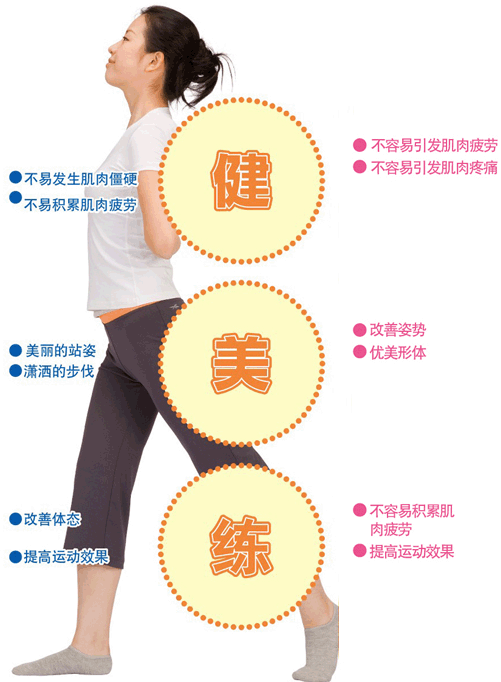 健
不易发生肌肉僵硬
不易积累肌肉疲劳
不容易引发肌肉疲劳
不容易引发肌肉疼痛
美
美丽的站姿
潇洒的步伐
改善姿势
优美形体
练
改善体态
提高运动效果
不容易积累肌
肉疲劳
提高运动效果